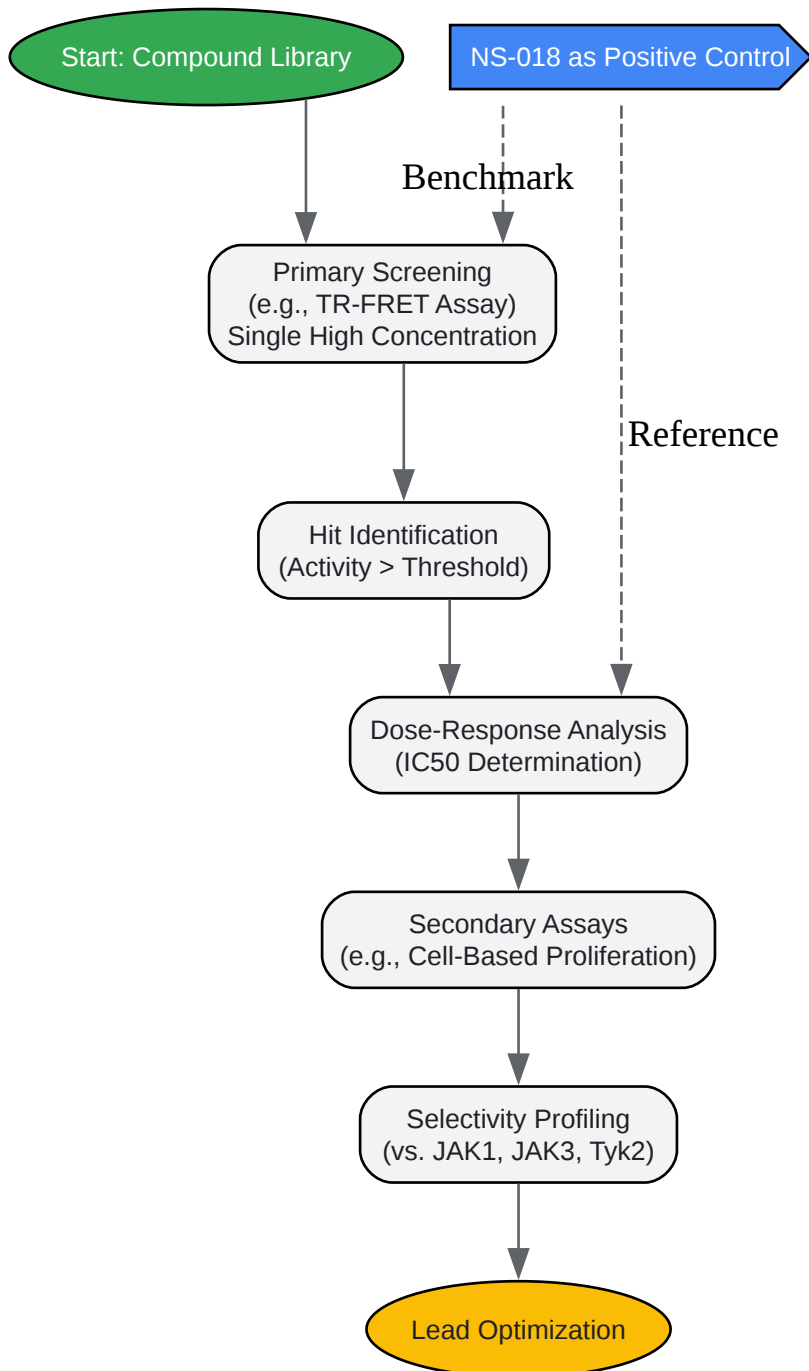 Start: Compound Library
NS-018 as Positive Control
Benchmark
Primary Screening
(e.g., TR-FRET Assay)
Single High Concentration
Reference
Hit Identification
(Activity > Threshold)
Dose-Response Analysis
(IC50 Determination)
Secondary Assays
(e.g., Cell-Based Proliferation)
Selectivity Profiling
(vs. JAK1, JAK3, Tyk2)
Lead Optimization